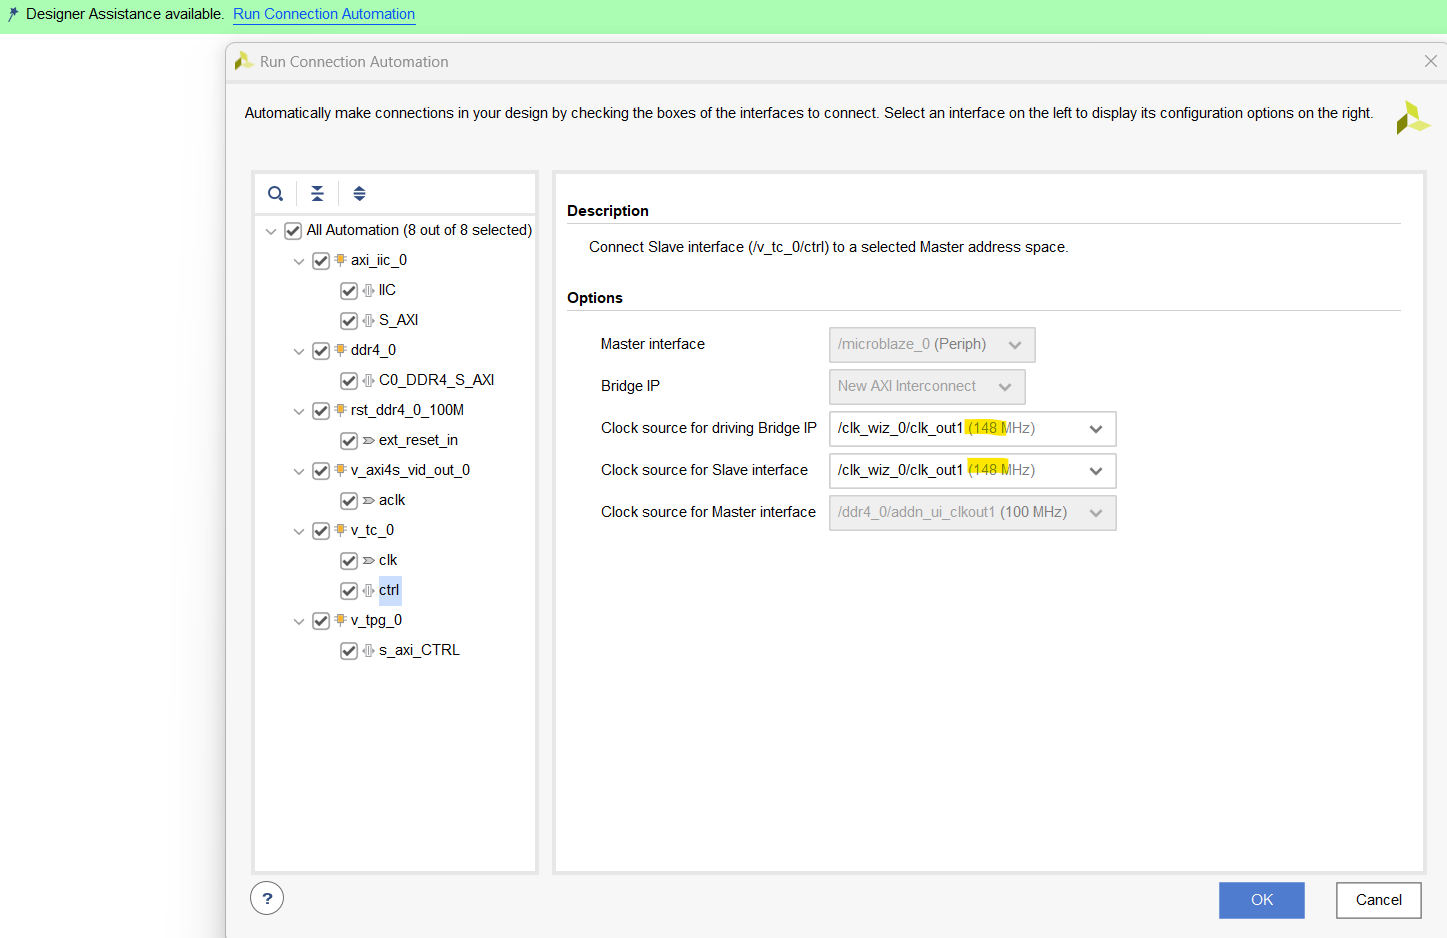 Designer Assistance available. Run Connection Automation
Run Connection Automation
Automatically make connections in your design by checking the boxes of the interfaces to connect. Select an interface on the left to display its configuration options on the right.
All Automation (8 out of 8 selected)
axi_iic_0
IIC
S_AXI
ddr4_0
C0_DDR4_S_AXI
rst_ddr4_0_100M
ext_reset_in
v_axi4s_vid_out_0
aclk
v_tc_0
clk
ctrl
v_tpg_0
s_axi_CTRL
Description
Connect Slave interface (/v_tc_0/ctrl) to a selected Master address space.
Options
Master interface /microblaze_0 (Periph)
Bridge IP New AXI Interconnect
Clock source for driving Bridge IP /clk_wiz_0/clk_out1 (148 MHz)
Clock source for Slave interface /clk_wiz_0/clk_out1 (148 MHz)
Clock source for Master interface /ddr4_0/addn_ui_clkout1 (100 MHz)
?
OK
Cancel